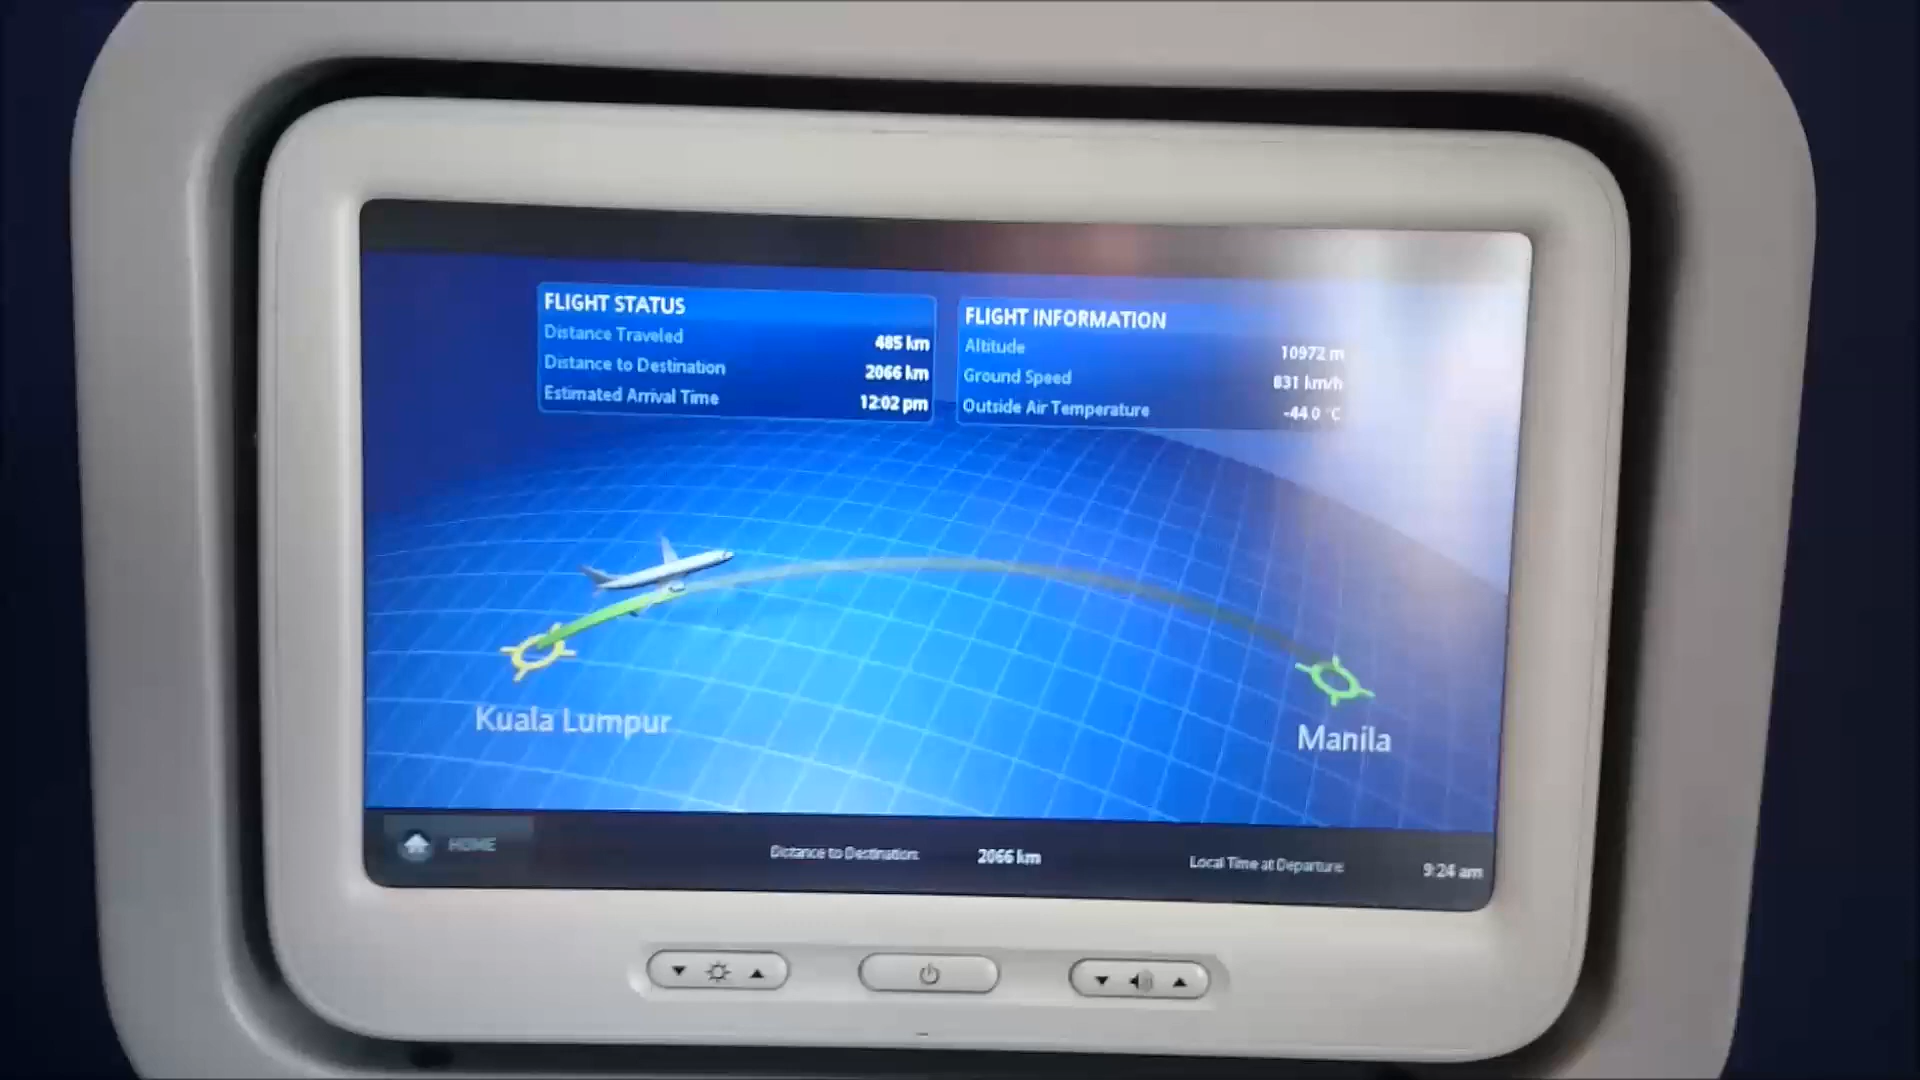 FLIGHT STATUS
Distance Traveled 485 km
Distance to Destination 2066 km
Estimated Arrival Time 12:02 pm
FLIGHT INFORMATION
Altitude 10972 m
Ground Speed 831 km/h
Outside Air Temperature -44.0 °C
Kuala Lumpur
Manila
HOME
Distance to Destination: 2066 km
Local Time at Departure: 9:24 am